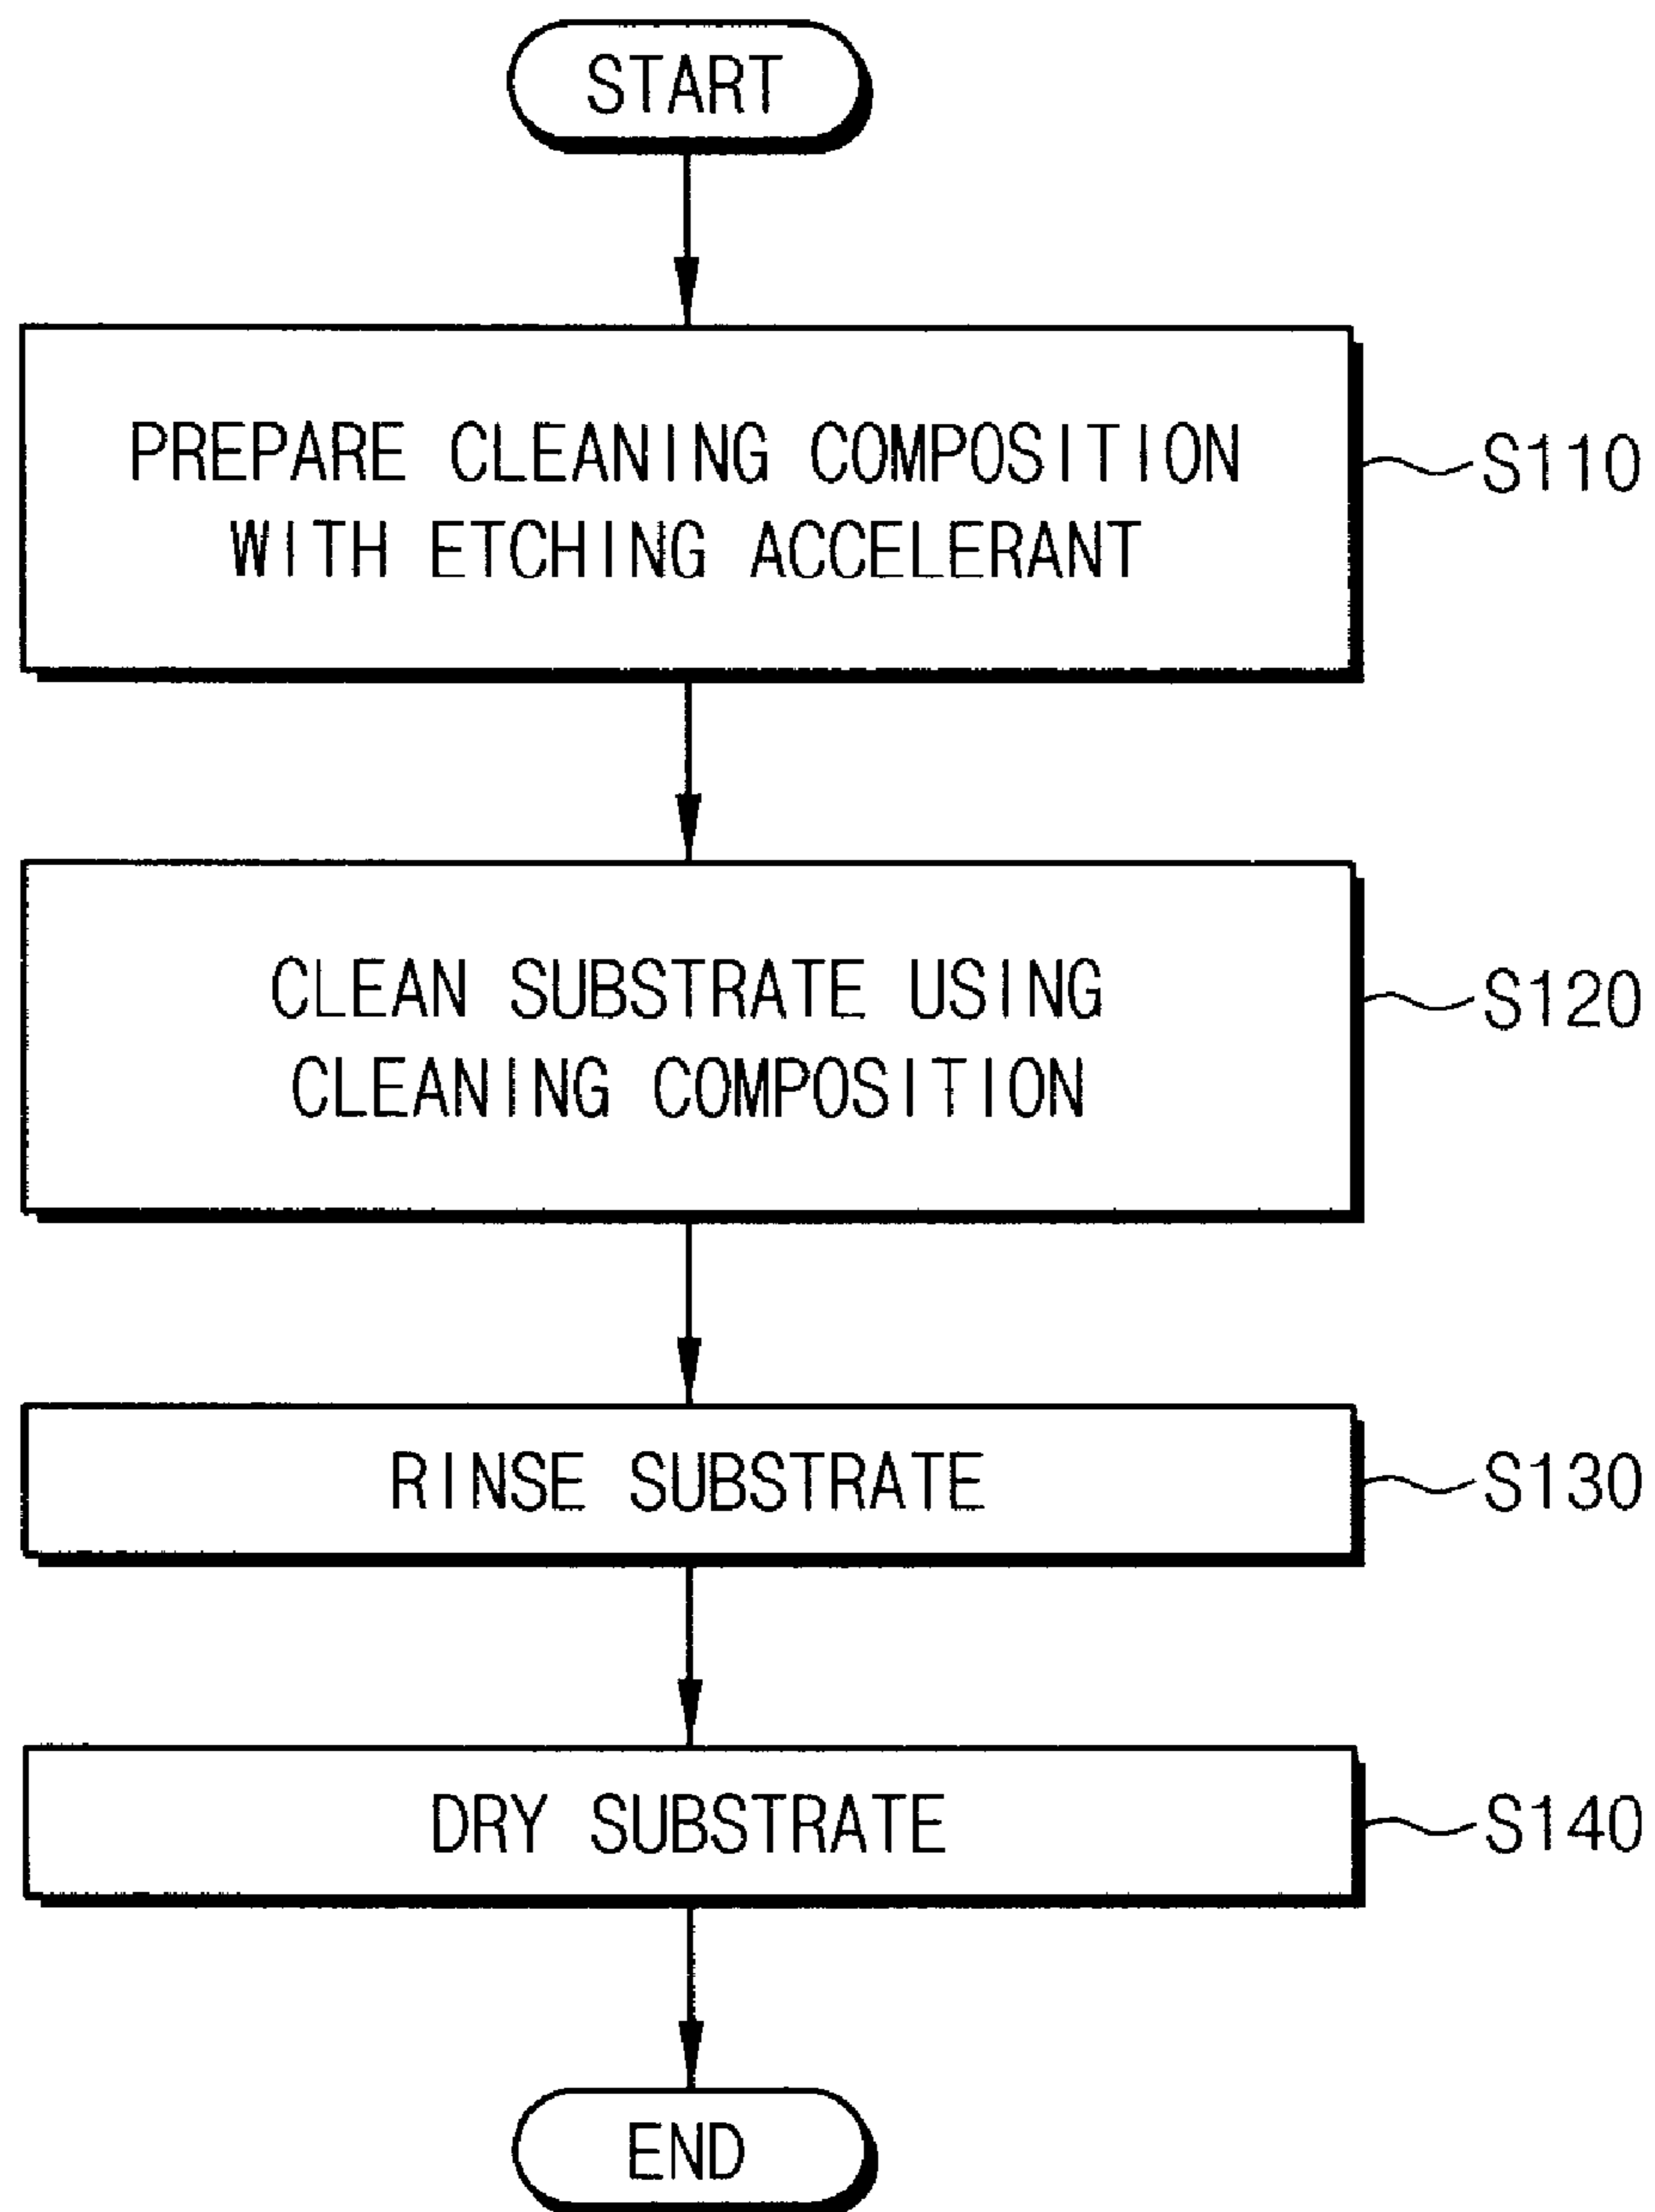 START
PREPARE CLEANING COMPOSITION
WITH ETCHING ACCELERANT
S110
CLEAN SUBSTRATE USING
CLEANING COMPOSITION
S120
RINSE SUBSTRATE
S130
DRY SUBSTRATE
S140
END